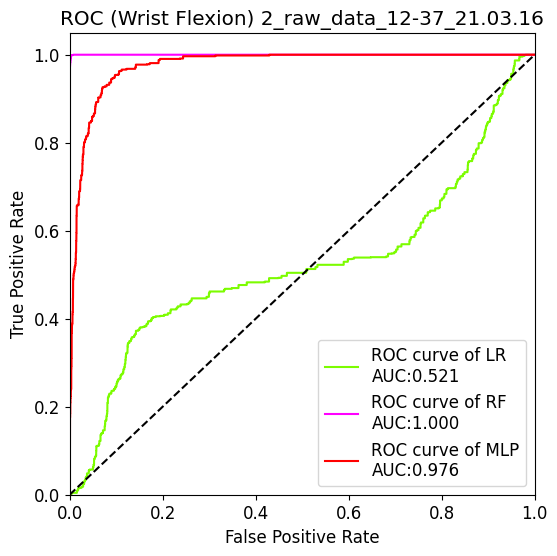 ROC (Wrist Flexion) 2_raw_data_12-37_21.03.16
1.0
0.8
0.6
0.4
0.2
0.0
True Positive Rate
ROC curve of LR
AUC:0.521
ROC curve of RF
AUC:1.000
ROC curve of MLP
AUC:0.976
0.0 0.2 0.4 0.6 0.8 1.0
False Positive Rate